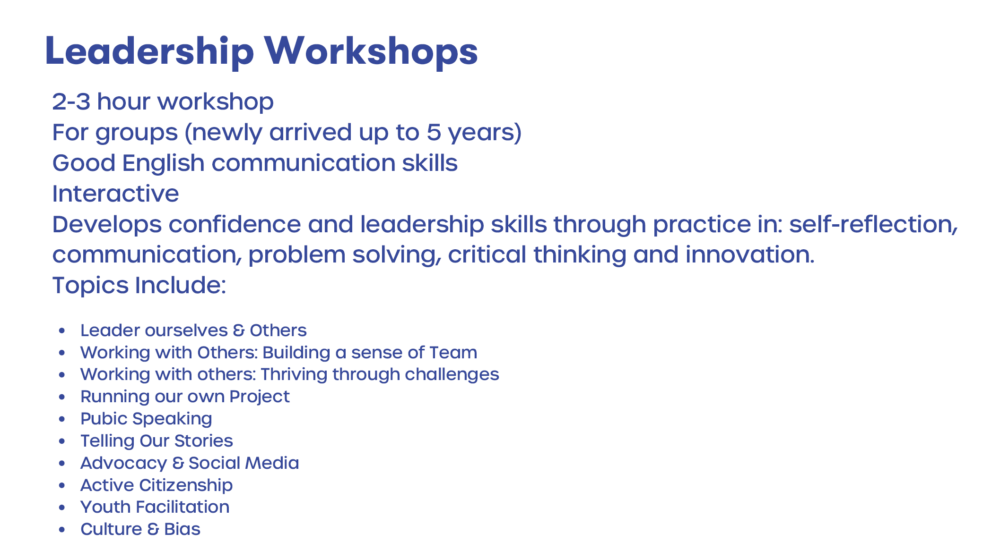 Leadership Workshops
2-3 hour workshop
For groups (newly arrived up to 5 years)
Good English communication skills
Interactive
Develops confidence and leadership skills through practice in: self-reflection,
communication, problem solving, critical thinking and innovation.
Topics Include:
• Leader ourselves & Others
• Working with Others: Building a sense of Team
• Working with others: Thriving through challenges
• Running our own Project
• Pubic Speaking
• Telling Our Stories
• Advocacy & Social Media
• Active Citizenship
• Youth Facilitation
• Culture & Bias